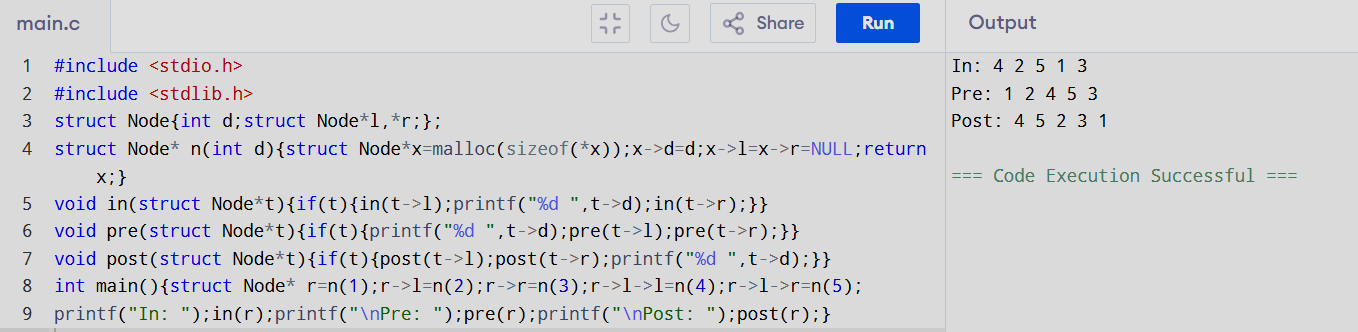 main.c
Share
Run
Output
1 #include <stdio.h>
2 #include <stdlib.h>
3 struct Node{int d;struct Node*l,*r;};
4 struct Node* n(int d){struct Node*x=malloc(sizeof(*x));x->d=d;x->l=x->r=NULL;return
x;}
5 void in(struct Node*t){if(t){in(t->l);printf("%d ",t->d);in(t->r);}}
6 void pre(struct Node*t){if(t){printf("%d ",t->d);pre(t->l);pre(t->r);}}
7 void post(struct Node*t){if(t){post(t->l);post(t->r);printf("%d ",t->d);}}
8 int main(){struct Node* r=n(1);r->l=n(2);r->r=n(3);r->l->l=n(4);r->l->r=n(5);
9 printf("In: ");in(r);printf("\nPre: ");pre(r);printf("\nPost: ");post(r);}
In: 4 2 5 1 3
Pre: 1 2 4 5 3
Post: 4 5 2 3 1
=== Code Execution Successful ===